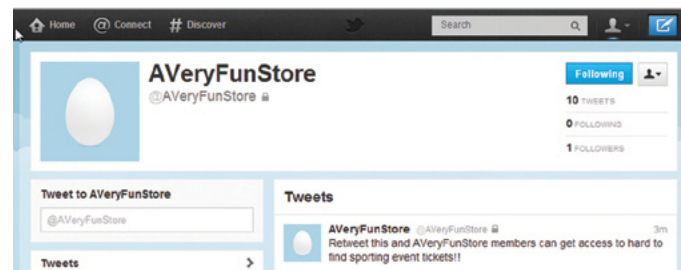 Home @ Connect # Discover Search
AVeryFunStore
@AVeryFunStore
Following
10 TWEETS
0 FOLLOWING
1 FOLLOWERS
Tweet to AVeryFunStore
@AVeryFunStore
Tweets
Tweets
AVeryFunStore @AVeryFunStore 3m
Retweet this and AVeryFunStore members can get access to hard to
find sporting event tickets!!